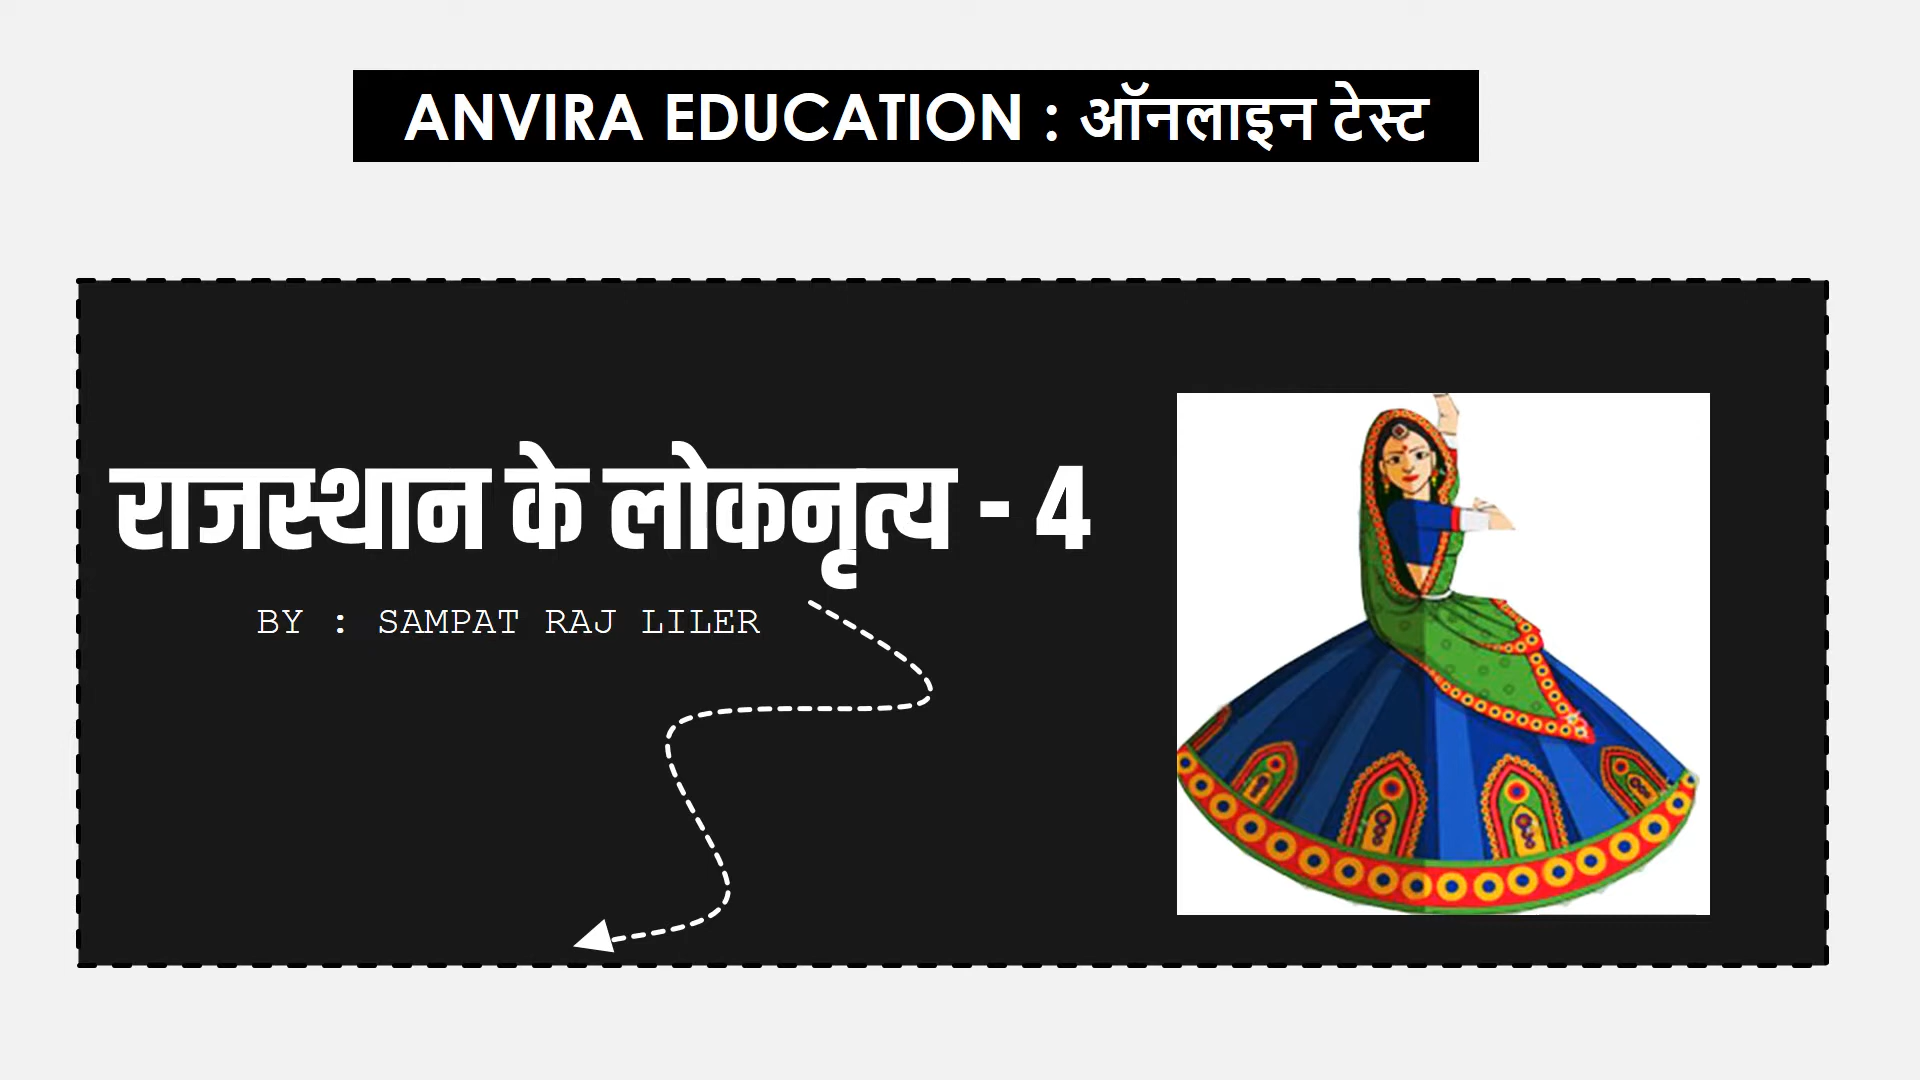 ANVIRA EDUCATION : ऑनलाइन टेस्ट
राजस्थान के लोकनृत्य - 4
BY : SAMPAT RAJ LILER